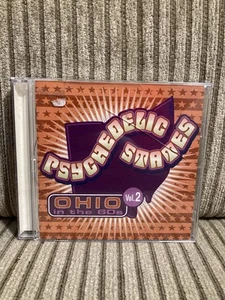 PSYCHEDELIC
STATES
OHIO
Vol. 2
in the 60s